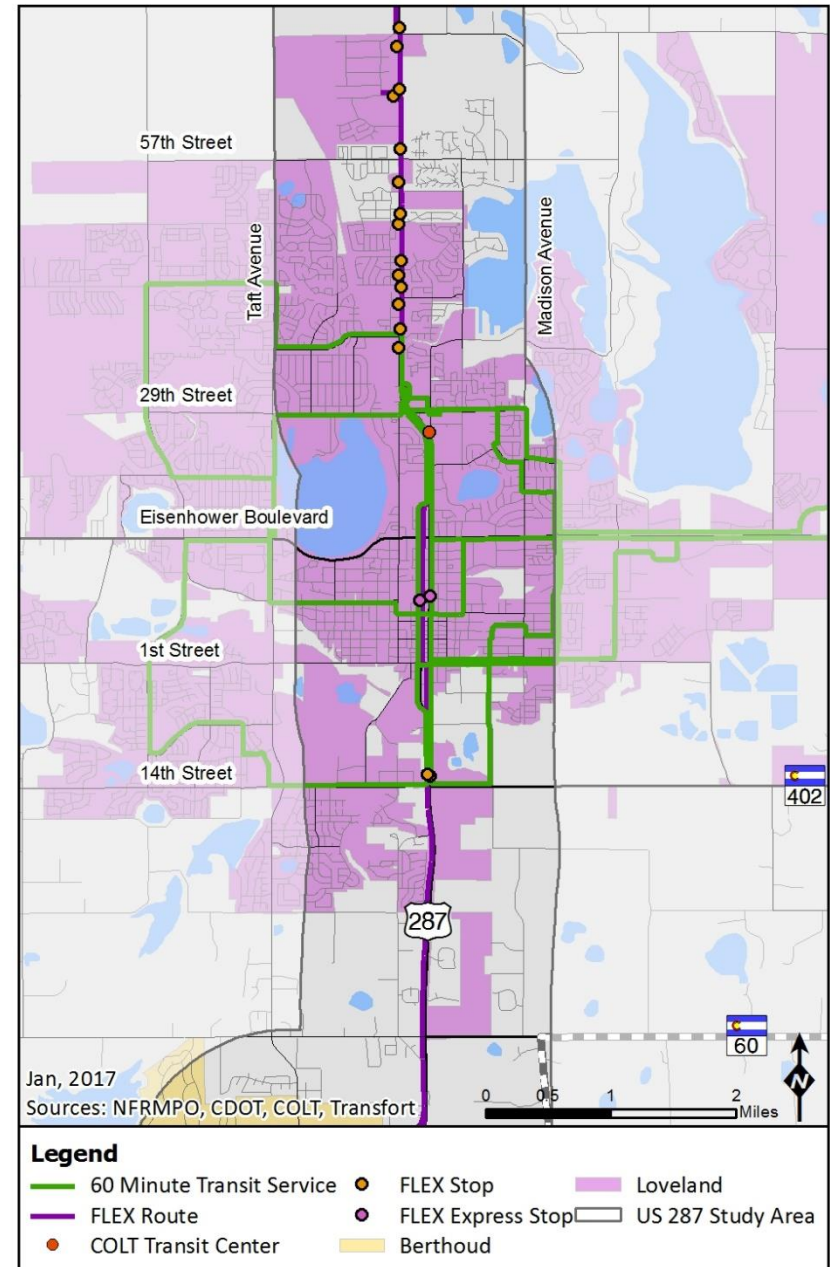 57th Street
Taft Avenue
Madison Avenue
29th Street
Eisenhower Boulevard
1st Street
14th Street
402
287
60
N
Jan, 2017
Sources: NFRMPO, CDOT, COLT, Transfort
0 0.5 1 2
Miles
Legend
60 Minute Transit Service FLEX Stop Loveland
FLEX Route FLEX Express Stop US 287 Study Area
COLT Transit Center Berthoud